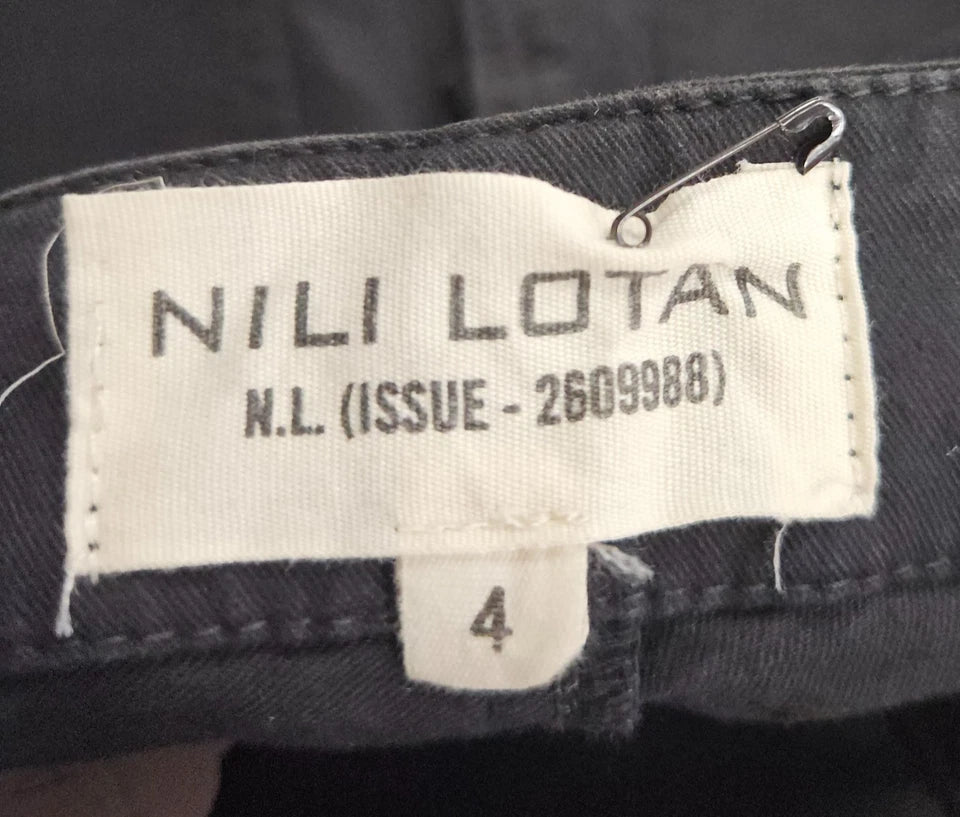 NILI LOTAN
N.L. (ISSUE - 2609988)
4